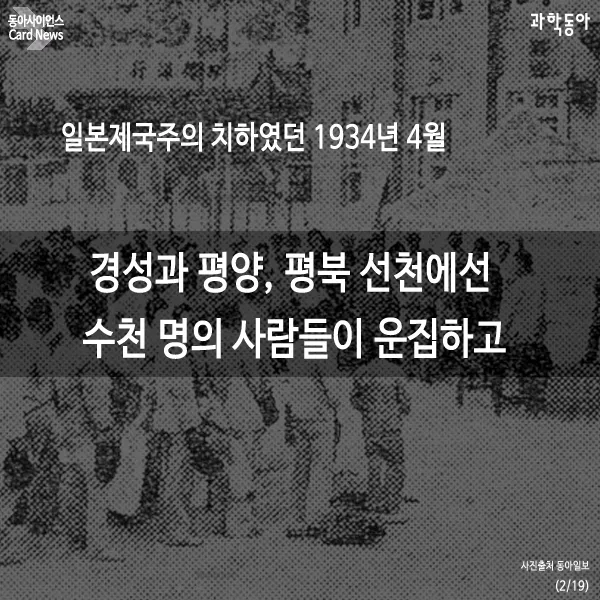 동아사이언스
Card News
과학동아
일본제국주의 치하였던 1934년 4월
경성과 평양, 평북 선천에선
수천 명의 사람들이 운집하고
사진출처 동아일보
(2/19)